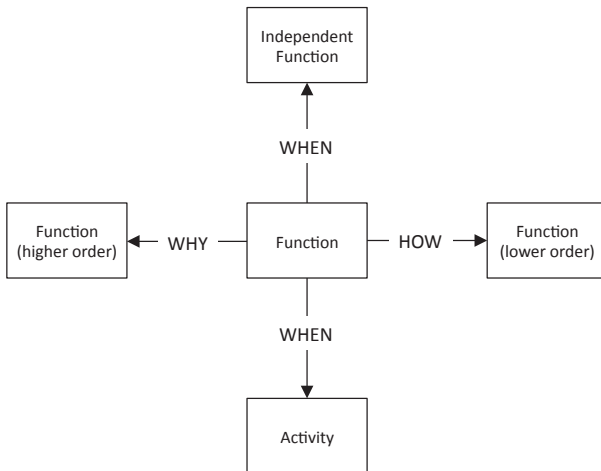 Independent
Function
WHEN
Function
(higher order)
WHY
Function
HOW
Function
(lower order)
WHEN
Activity